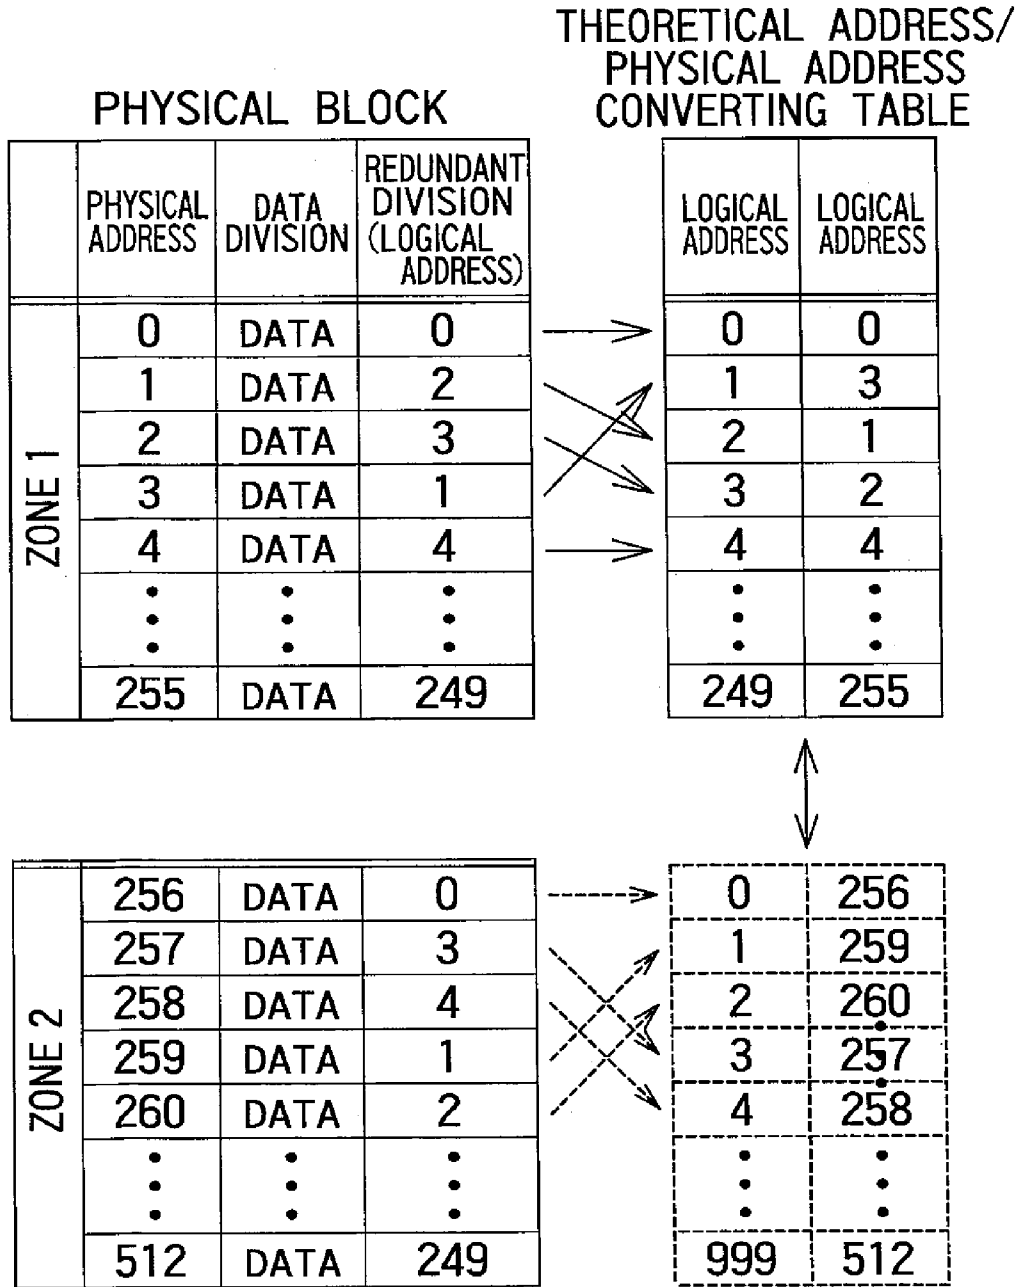 THEORETICAL ADDRESS/
PHYSICAL ADDRESS
CONVERTING TABLE
PHYSICAL BLOCK
PHYSICAL ADDRESS
DATA DIVISION
REDUNDANT DIVISION (LOGICAL ADDRESS)
LOGICAL ADDRESS
LOGICAL ADDRESS
ZONE 1
0 DATA 0 0 0
1 DATA 2 1 3
2 DATA 3 2 1
3 DATA 1 3 2
4 DATA 4 4 4
255 DATA 249 249 255
ZONE 2
256 DATA 0 0 256
257 DATA 3 1 259
258 DATA 4 2 260
259 DATA 1 3 257
260 DATA 2 4 258
512 DATA 249 999 512